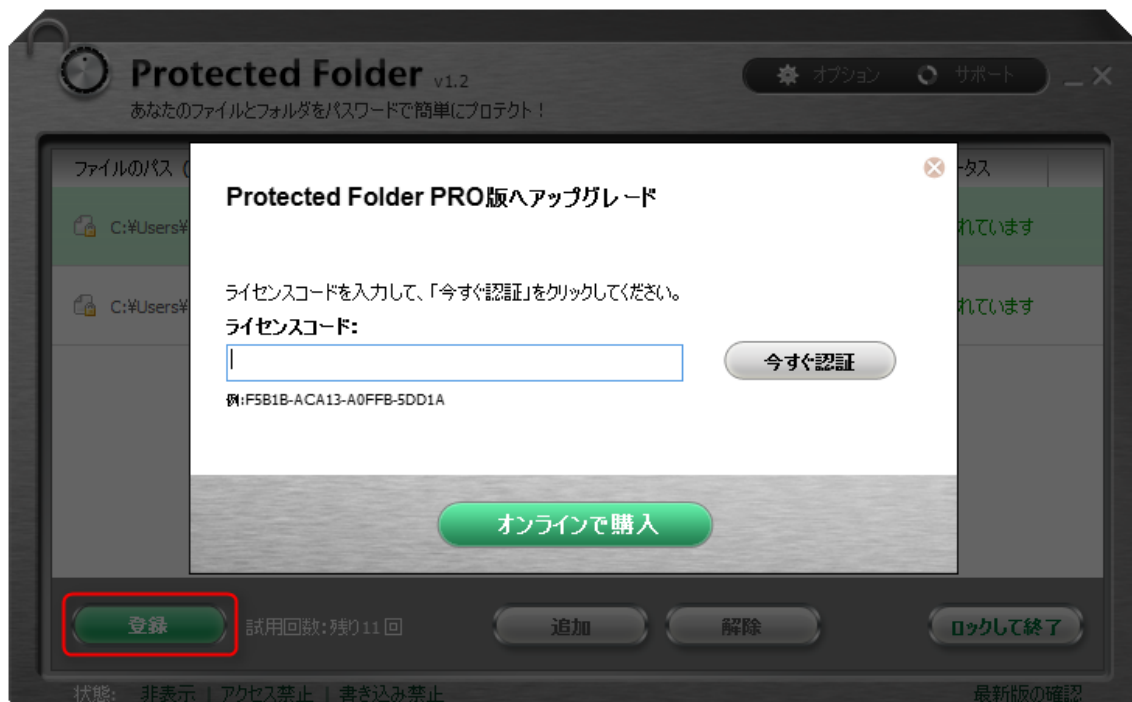 Protected Folder v1.2
オプション サポート
あなたのファイルとフォルダをパスワードで簡単にプロテクト！
ファイルのパス (
ータス
Protected Folder PRO版へアップグレード
C:¥Users¥
れています
ライセンスコードを入力して、「今すぐ認証」をクリックしてください。
C:¥Users¥
れています
ライセンスコード:
今すぐ認証
例:F5B1B-ACA13-A0FFB-5DD1A
オンラインで購入
登録 試用回数:残り11回 追加 解除 ロックして終了
状態: 非表示 | アクセス禁止 | 書き込み禁止 最新版の確認